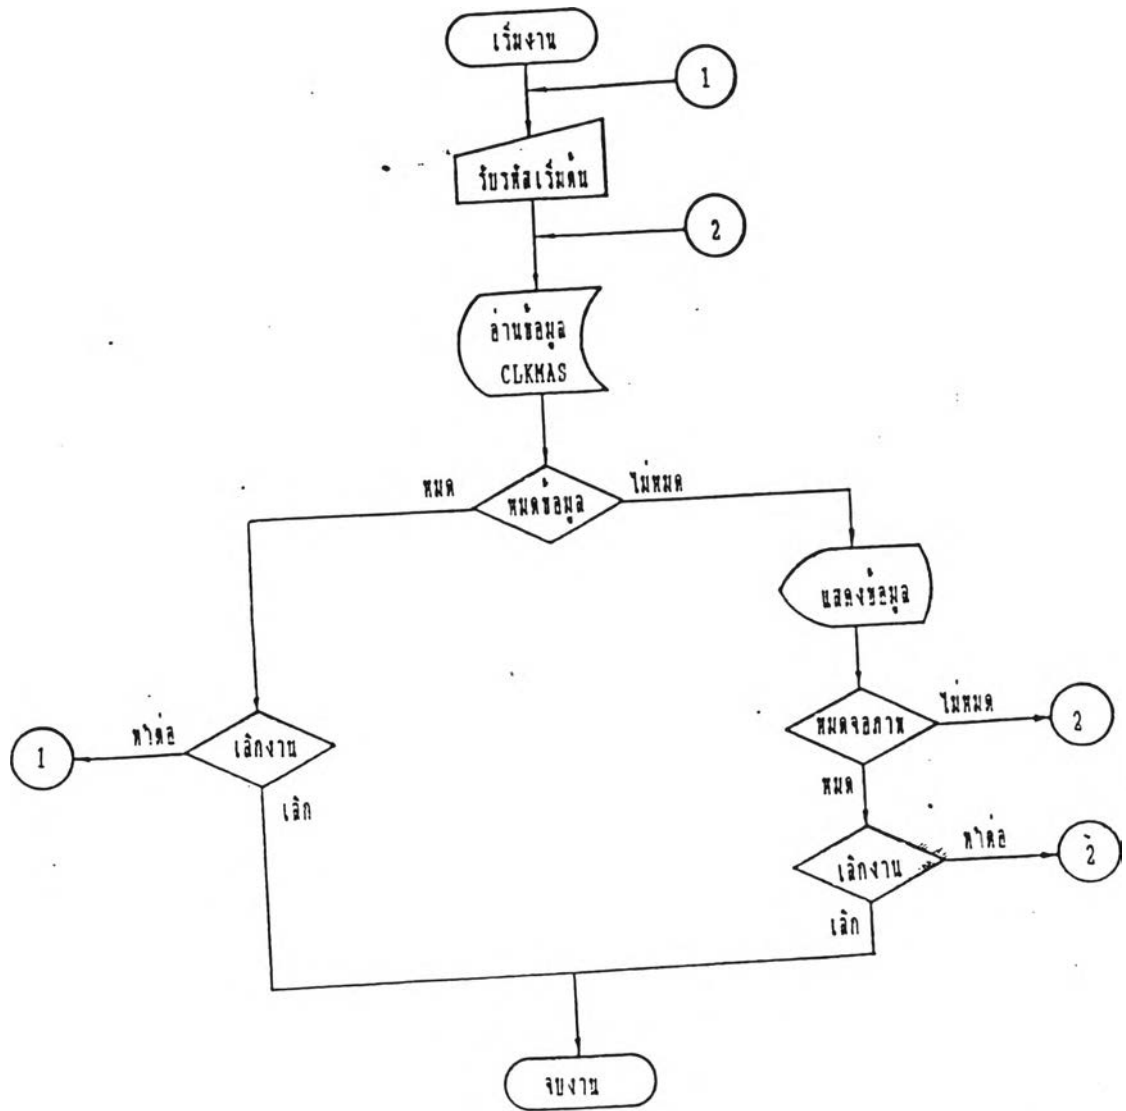 เริ่มงาน
1
รับรหัสเริ่มต้น
2
อ่านข้อมูล
CLKMAS
หมด
หมดข้อมูล
ไม่หมด
แสดงข้อมูล
หมดจอภาพ
ไม่หมด
2
1
ทำต่อ
เลิกงาน
เลิก
หมด
เลิกงาน
ทำต่อ
2
เลิก
จบงาน